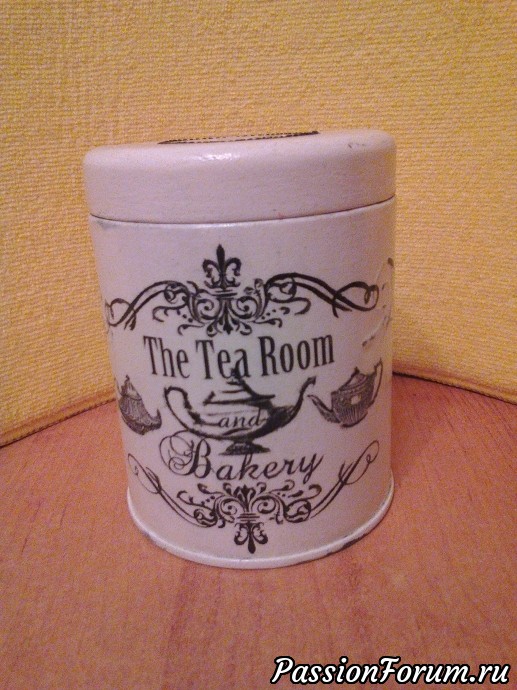 The Tea Room
and
Bakery
PassionForum.ru